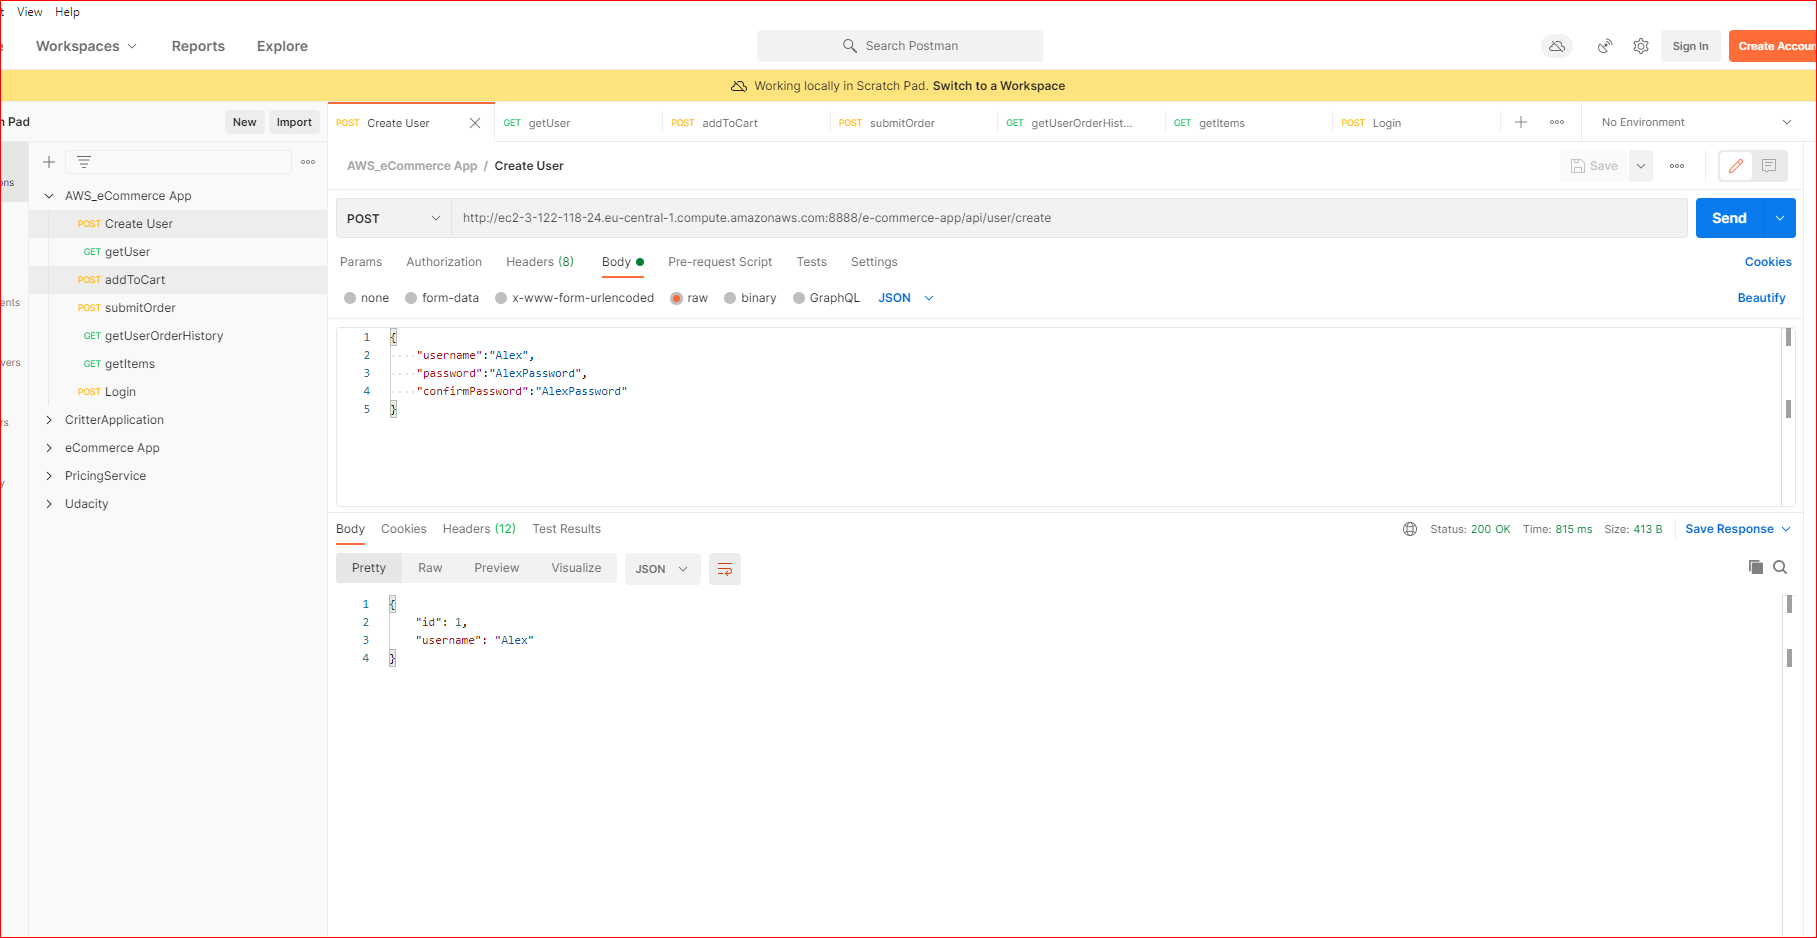 t View Help
e Workspaces Reports Explore Search Postman Sign In Create Accoun
Working locally in Scratch Pad. Switch to a Workspace
h Pad New Import
POST Create User GET getUser POST addToCart POST submitOrder GET getUserOrderHist... GET getItems POST Login No Environment
AWS_eCommerce App / Create User Save
ons
AWS_eCommerce App
POST Create User
GET getUser
POST addToCart
POST submitOrder
GET getUserOrderHistory
GET getItems
POST Login
CritterApplication
eCommerce App
PricingService
Udacity
ents
vers
rs
y
POST http://ec2-3-122-118-24.eu-central-1.compute.amazonaws.com:8888/e-commerce-app/api/user/create Send
Params Authorization Headers (8) Body Pre-request Script Tests Settings Cookies
none form-data x-www-form-urlencoded raw binary GraphQL JSON Beautify
1 {
2 "username":"Alex",
3 "password":"AlexPassword",
4 "confirmPassword":"AlexPassword"
5 }
Body Cookies Headers (12) Test Results Status: 200 OK Time: 815 ms Size: 413 B Save Response
Pretty Raw Preview Visualize JSON
1 {
2 "id": 1,
3 "username": "Alex"
4 }